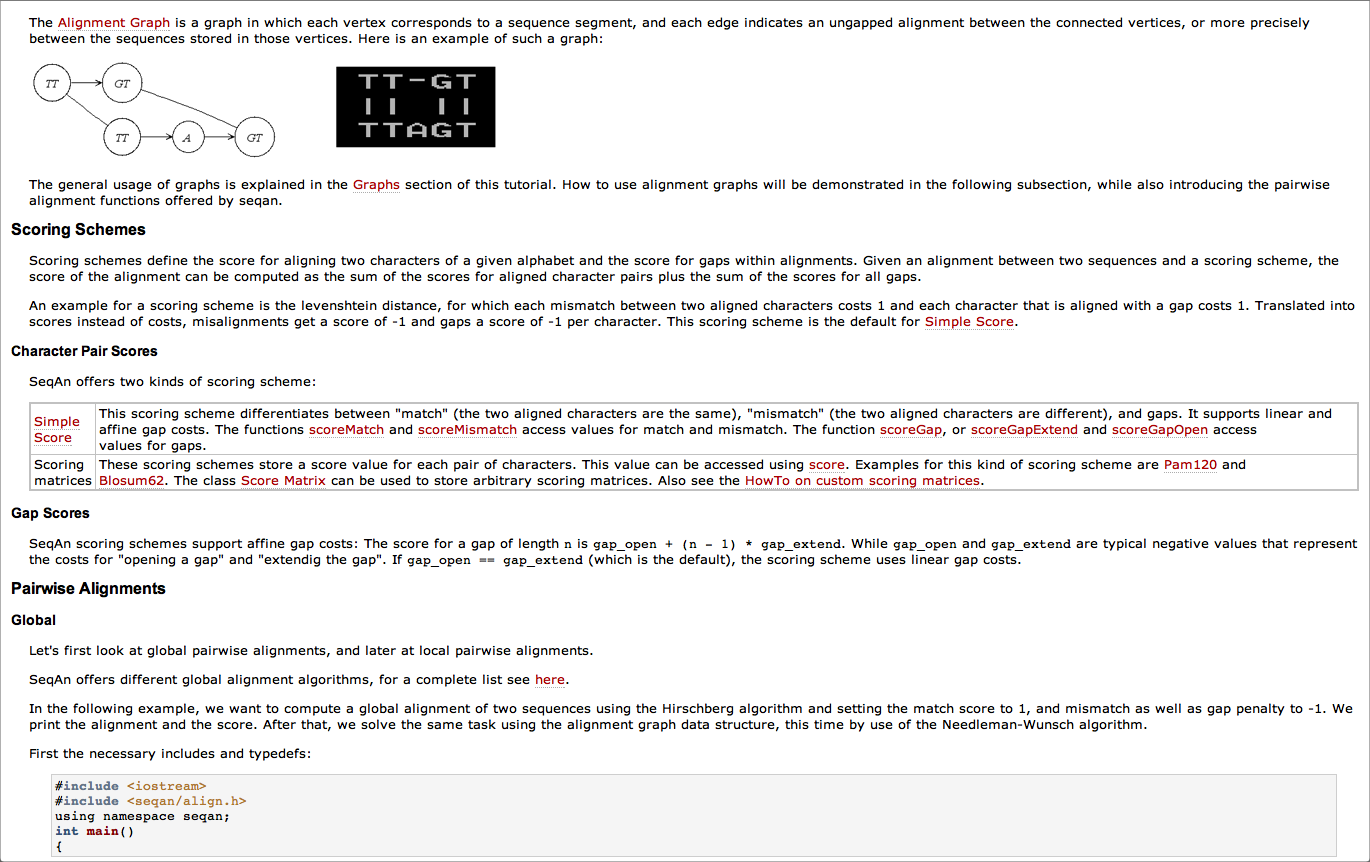 The Alignment Graph is a graph in which each vertex corresponds to a sequence segment, and each edge indicates an ungapped alignment between the connected vertices, or more precisely
between the sequences stored in those vertices. Here is an example of such a graph:
TT GT
TT A GT
TT-GT
|| ||
TTAGT
The general usage of graphs is explained in the Graphs section of this tutorial. How to use alignment graphs will be demonstrated in the following subsection, while also introducing the pairwise
alignment functions offered by seqan.
Scoring Schemes
Scoring schemes define the score for aligning two characters of a given alphabet and the score for gaps within alignments. Given an alignment between two sequences and a scoring scheme, the
score of the alignment can be computed as the sum of the scores for aligned character pairs plus the sum of the scores for all gaps.
An example for a scoring scheme is the levenshtein distance, for which each mismatch between two aligned characters costs 1 and each character that is aligned with a gap costs 1. Translated into
scores instead of costs, misalignments get a score of -1 and gaps a score of -1 per character. This scoring scheme is the default for Simple Score.
Character Pair Scores
SeqAn offers two kinds of scoring scheme:
Simple
Score
This scoring scheme differentiates between "match" (the two aligned characters are the same), "mismatch" (the two aligned characters are different), and gaps. It supports linear and
affine gap costs. The functions scoreMatch and scoreMismatch access values for match and mismatch. The function scoreGap, or scoreGapExtend and scoreGapOpen access
values for gaps.
Scoring
matrices
These scoring schemes store a score value for each pair of characters. This value can be accessed using score. Examples for this kind of scoring scheme are Pam120 and
Blosum62. The class Score Matrix can be used to store arbitrary scoring matrices. Also see the HowTo on custom scoring matrices.
Gap Scores
SeqAn scoring schemes support affine gap costs: The score for a gap of length n is gap_open + (n - 1) * gap_extend. While gap_open and gap_extend are typical negative values that represent
the costs for "opening a gap" and "extendig the gap". If gap_open == gap_extend (which is the default), the scoring scheme uses linear gap costs.
Pairwise Alignments
Global
Let's first look at global pairwise alignments, and later at local pairwise alignments.
SeqAn offers different global alignment algorithms, for a complete list see here.
In the following example, we want to compute a global alignment of two sequences using the Hirschberg algorithm and setting the match score to 1, and mismatch as well as gap penalty to -1. We
print the alignment and the score. After that, we solve the same task using the alignment graph data structure, this time by use of the Needleman-Wunsch algorithm.
First the necessary includes and typedefs:
#include <iostream>
#include <seqan/align.h>
using namespace seqan;
int main()
{